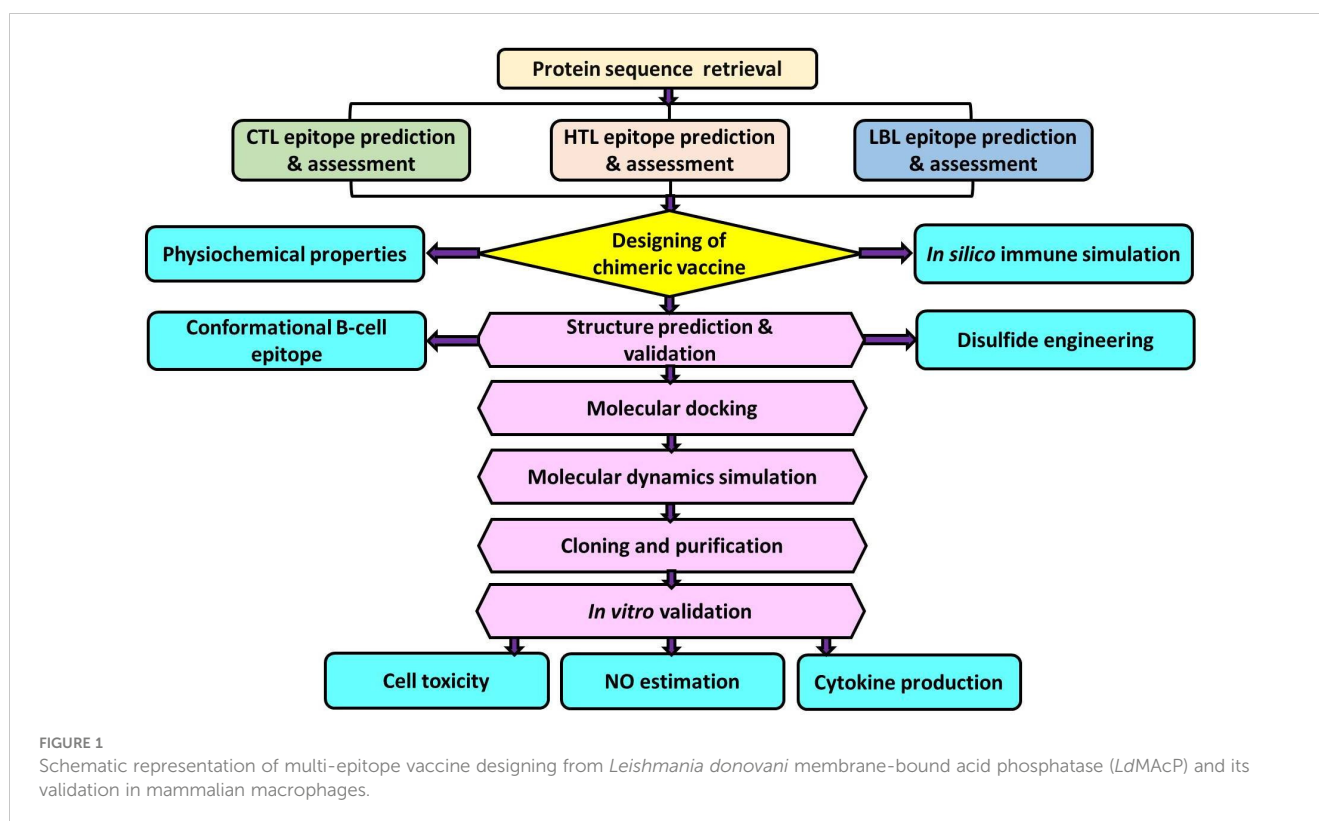 Protein sequence retrieval
CTL epitope prediction
& assessment
HTL epitope prediction
& assessment
LBL epitope prediction
& assessment
Physiochemical properties
Designing of
chimeric vaccine
In silico immune simulation
Conformational B-cell
epitope
Structure prediction &
validation
Disulfide engineering
Molecular docking
Molecular dynamics simulation
Cloning and purification
In vitro validation
Cell toxicity
NO estimation
Cytokine production
FIGURE 1
Schematic representation of multi-epitope vaccine designing from Leishmania donovani membrane-bound acid phosphatase (LdMAcP) and its
validation in mammalian macrophages.